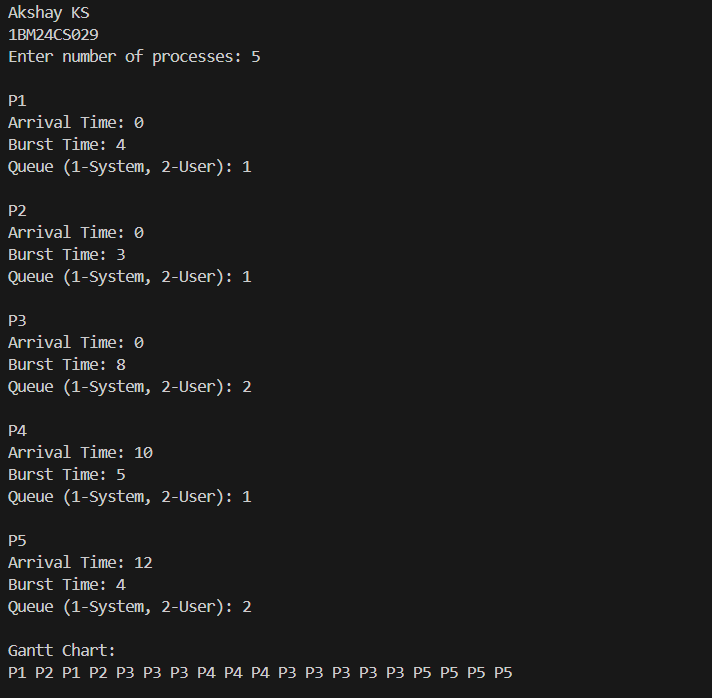 Akshay KS
1BM24CS029
Enter number of processes: 5
P1
Arrival Time: 0
Burst Time: 4
Queue (1-System, 2-User): 1
P2
Arrival Time: 0
Burst Time: 3
Queue (1-System, 2-User): 1
P3
Arrival Time: 0
Burst Time: 8
Queue (1-System, 2-User): 2
P4
Arrival Time: 10
Burst Time: 5
Queue (1-System, 2-User): 1
P5
Arrival Time: 12
Burst Time: 4
Queue (1-System, 2-User): 2
Gantt Chart:
P1 P2 P1 P2 P3 P3 P3 P4 P4 P4 P3 P3 P3 P3 P3 P5 P5 P5 P5